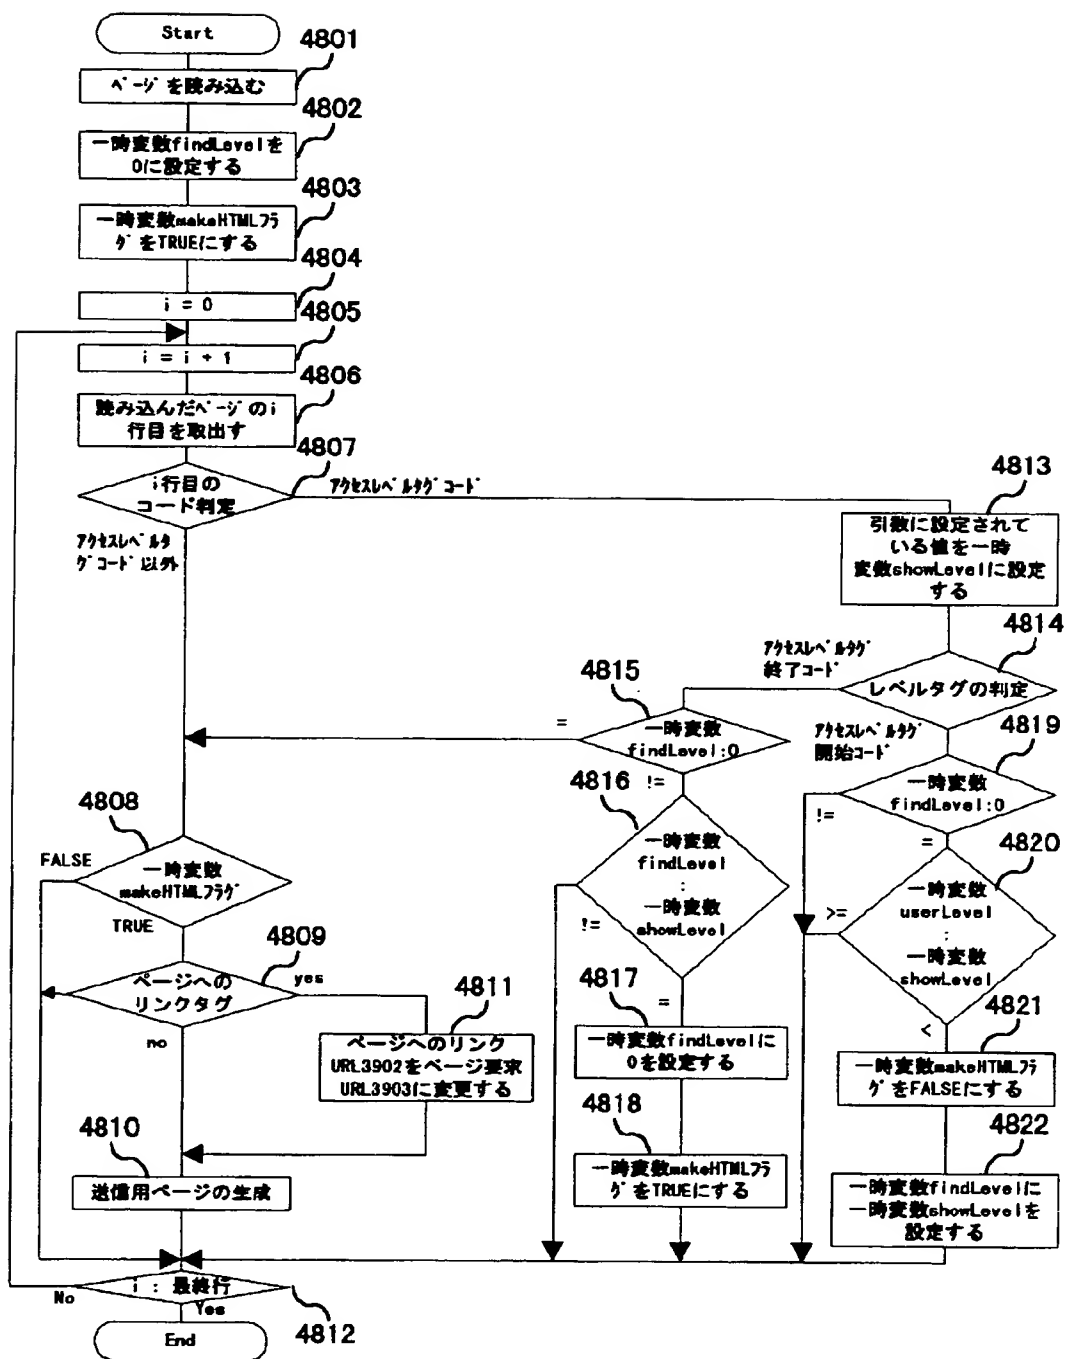 Start
4801
ページを読み込む
4802
一時変数findLevelを
0に設定する
4803
一時変数makeHTMLフラ
グをTRUEにする
4804
i = 0
4805
i = i + 1
4806
読み込んだページのi
行目を取出す
4807
i行目の
コード判定
アクセスレベルタグコード
アクセスレベルタ
グコード以外
4813
引数に設定されて
いる値を一時
変数showLevelに設定
する
4814
レベルタグの判定
アクセスレベルタグ
終了コード
アクセスレベルタグ
開始コード
4815
一時変数
findLevel:0
=
!=
4816
一時変数
findLevel
:
一時変数
showLevel
!=
=
4817
一時変数findLevelに
0を設定する
4818
一時変数makeHTMLフラ
グをTRUEにする
4819
一時変数
findLevel:0
!=
=
4820
一時変数
userLevel
:
一時変数
showLevel
>=
<
4821
一時変数makeHTMLフラ
グをFALSEにする
4822
一時変数findLevelに
一時変数showLevelを
設定する
4808
一時変数
makeHTMLフラグ
FALSE
TRUE
4809
ページへの
リンクタグ
yes
no
4811
ページへのリンク
URL3902をページ要求
URL3903に変更する
4810
送信用ページの生成
i : 最終行
No
Yes
4812
End